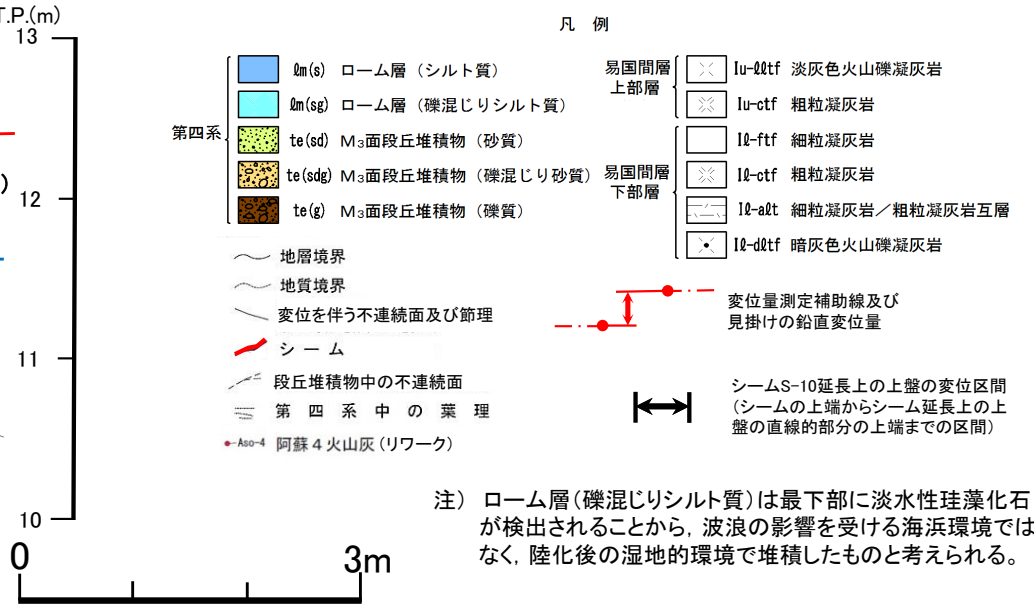 T.P.(m)
13
12
11
10
)
0 3m
凡 例
第四系
ℓm(s) ローム層 (シルト質)
ℓm(sg) ローム層 (礫混じりシルト質)
te(sd) M₃面段丘堆積物 (砂質)
te(sdg) M₃面段丘堆積物 (礫混じり砂質)
te(g) M₃面段丘堆積物 (礫質)
地層境界
地質境界
変位を伴う不連続面及び節理
シーム
段丘堆積物中の不連続面
第四系中の葉理
Aso-4 阿蘇4火山灰(リワーク)
易国間層
上部層
Iu-ℓℓtf 淡灰色火山礫凝灰岩
Iu-ctf 粗粒凝灰岩
易国間層
下部層
Iℓ-ftf 細粒凝灰岩
Iℓ-ctf 粗粒凝灰岩
Iℓ-aℓt 細粒凝灰岩/粗粒凝灰岩互層
Iℓ-dℓtf 暗灰色火山礫凝灰岩
変位量測定補助線及び
見掛けの鉛直変位量
シームS-10延長上の上盤の変位区間
(シームの上端からシーム延長上の上
盤の直線的部分の上端までの区間)
注) ローム層(礫混じりシルト質)は最下部に淡水性珪藻化石
が検出されることから, 波浪の影響を受ける海浜環境では
なく, 陸化後の湿地的環境で堆積したものと考えられる。